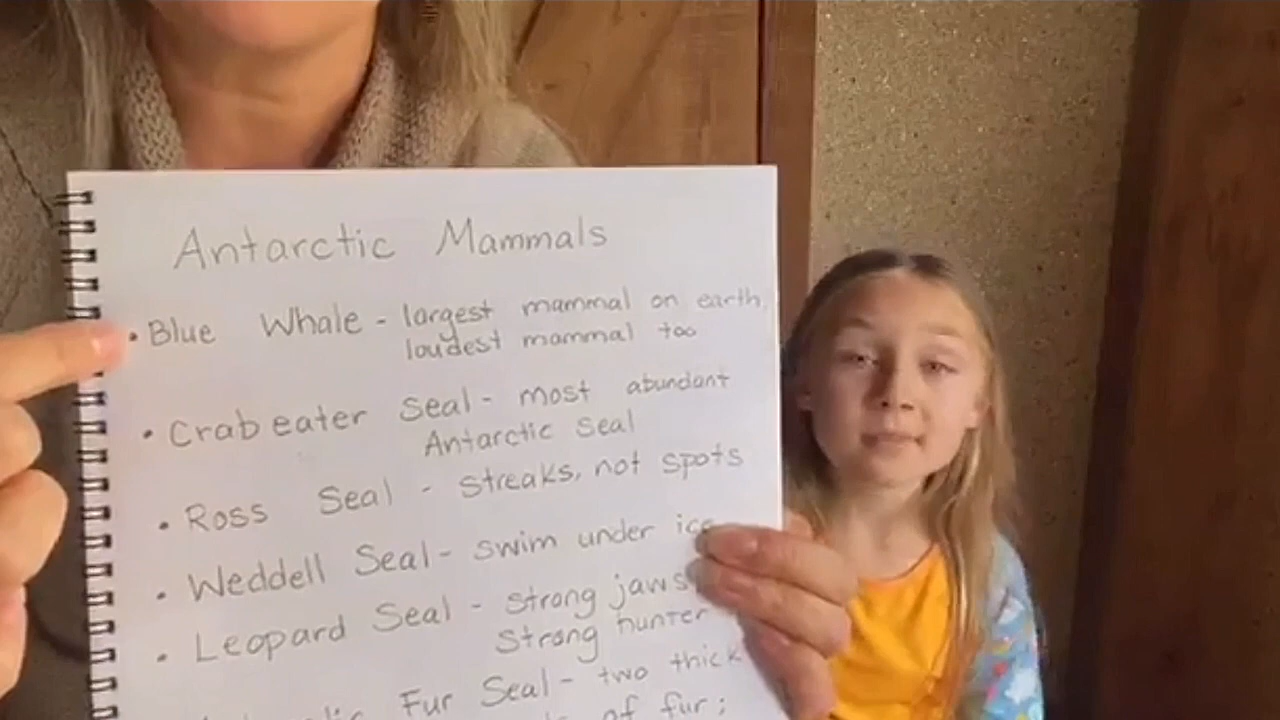 Antarctic Mammals
• Blue Whale - largest mammal on earth,
loudest mammal too
• Crabeater Seal - most abundant
Antarctic Seal
• Ross Seal - streaks, not spots
• Weddell Seal - swim under ice
• Leopard Seal - strong jaws
strong hunter
Fur Seal - two thick
of fur;